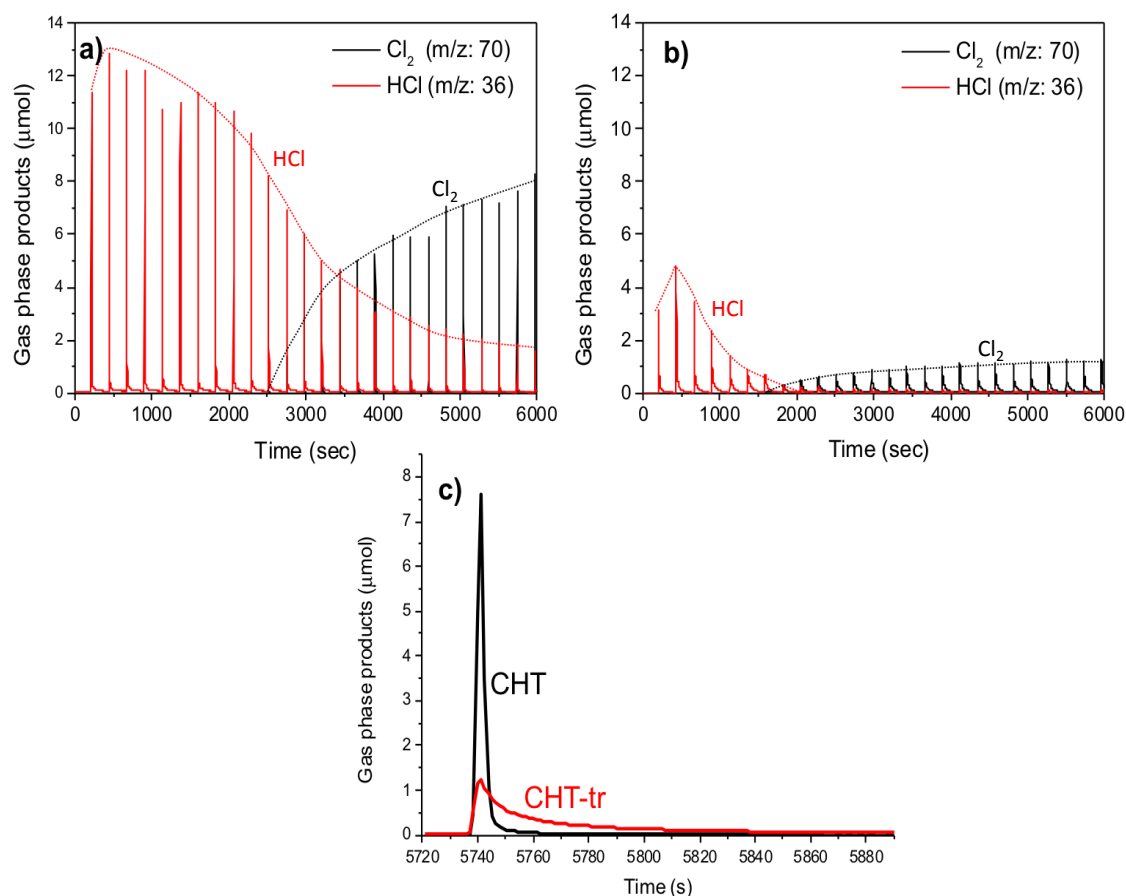 a)
Cl₂ (m/z: 70)
HCl (m/z: 36)
HCl
Cl₂
14
12
10
8
6
4
2
0
Gas phase products (μmol)
0 1000 2000 3000 4000 5000 6000
Time (sec)
b)
Cl₂ (m/z: 70)
HCl (m/z: 36)
HCl
Cl₂
14
12
10
8
6
4
2
0
Gas phase products (μmol)
0 1000 2000 3000 4000 5000 6000
Time (sec)
c)
CHT
CHT-tr
8
7
6
5
4
3
2
1
0
Gas phase products (μmol)
5720 5740 5760 5780 5800 5820 5840 5860 5880
Time (s)